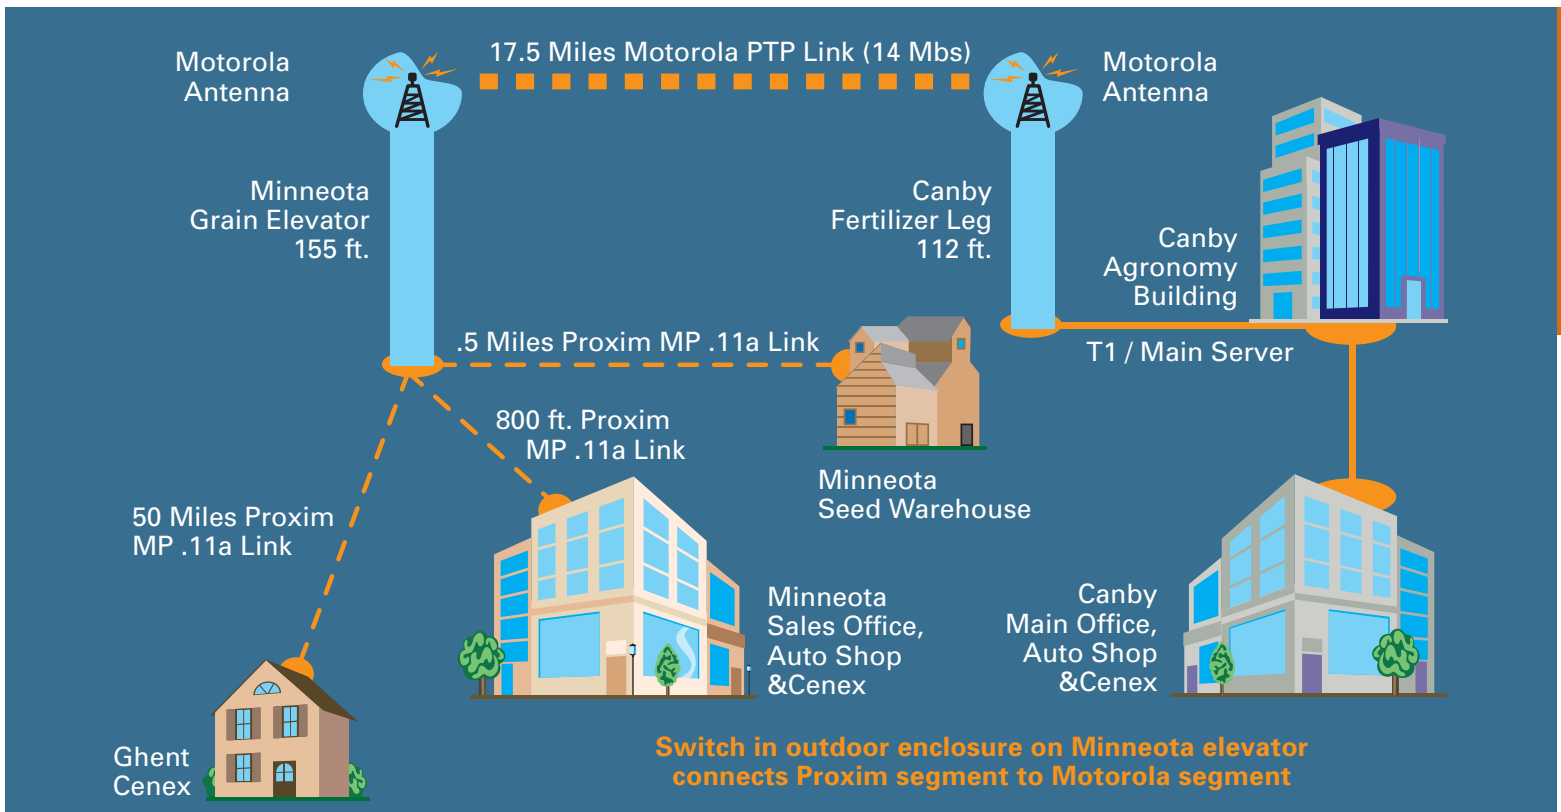 17.5 Miles Motorola PTP Link (14 Mbs)
Motorola
Antenna
Motorola
Antenna
Minneota
Grain Elevator
155 ft.
Canby
Fertilizer Leg
112 ft.
Canby
Agronomy
Building
.5 Miles Proxim MP .11a Link
T1 / Main Server
800 ft. Proxim
MP .11a Link
Minneota
Seed Warehouse
50 Miles Proxim
MP .11a Link
Minneota
Sales Office,
Auto Shop
&Cenex
Canby
Main Office,
Auto Shop
&Cenex
Ghent
Cenex
Switch in outdoor enclosure on Minneota elevator
connects Proxim segment to Motorola segment